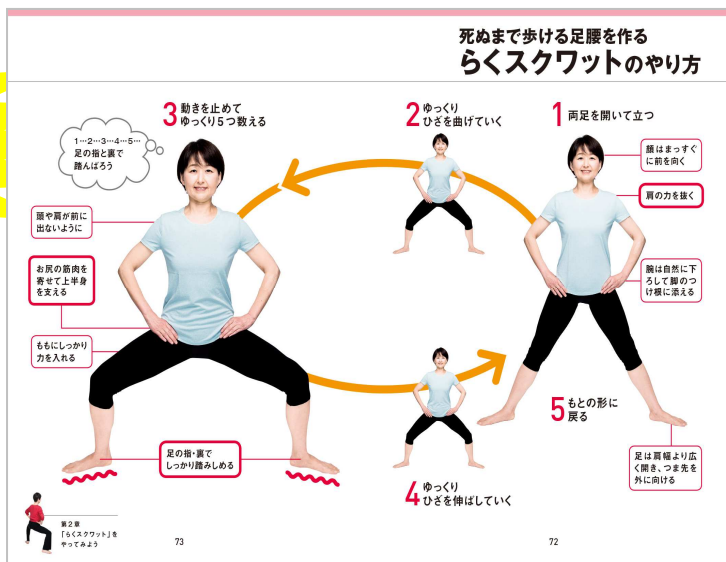 死ぬまで歩ける足腰を作る
らくスクワットのやり方
1 両足を開いて立つ
顔はまっすぐ
に前を向く
肩の力を抜く
腕は自然に下
ろして脚のつ
け根に添える
足は肩幅より広
く開き、つま先を
外に向ける
2 ゆっくり
ひざを曲げていく
3 動きを止めて
ゆっくり5つ数える
1…2…3…4…5…
足の指と裏で
踏んばろう
頭や肩が前に
出ないように
お尻の筋肉を
寄せて上半身
を支える
ももにしっかり
力を入れる
足の指・裏で
しっかり踏みしめる
4 ゆっくり
ひざを伸ばしていく
5 もとの形に
戻る
第2章
「らくスクワット」を
やってみよう
73
72